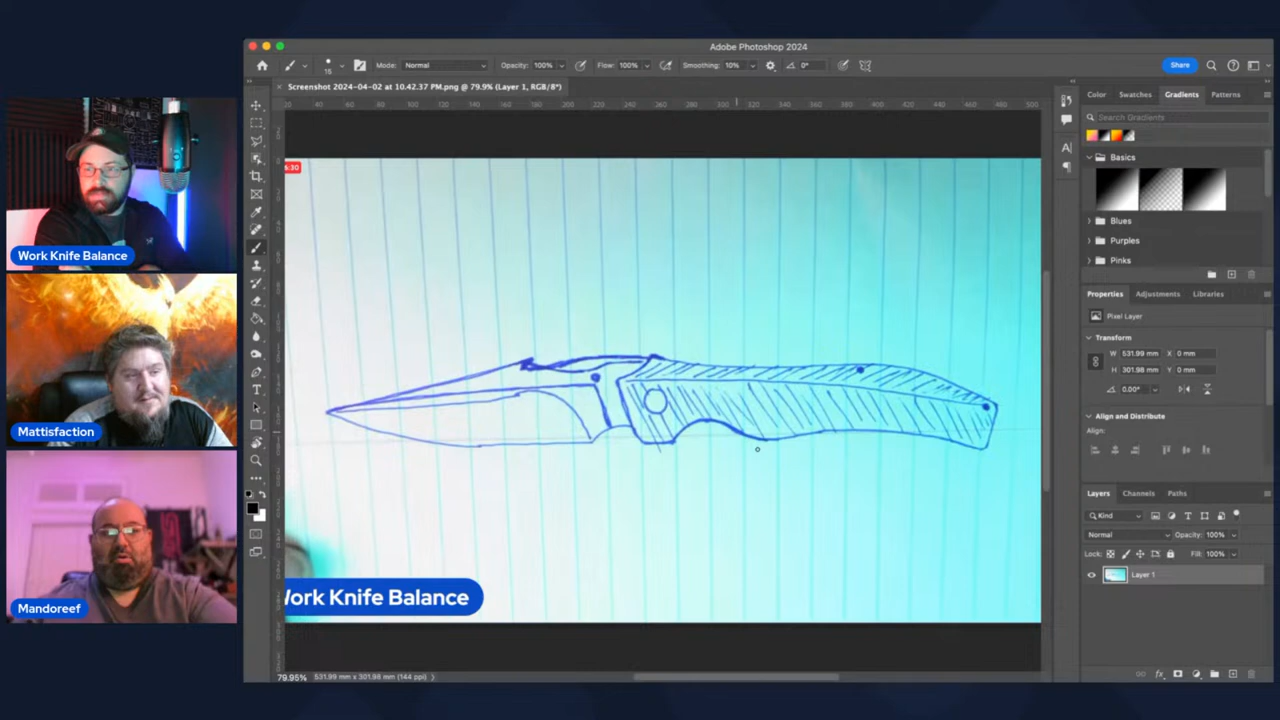 Adobe Photoshop 2024
15
Mode: Normal
Opacity: 100%
Flow: 100%
Smoothing: 10%
0°
Share
Screenshot 2024-04-02 at 10.42.37 PM.png @ 79.9% (Layer 1, RGB/8*)
Color
Swatches
Gradients
Patterns
Search Gradients
Basics
Blues
Purples
Pinks
Properties
Adjustments
Libraries
Pixel Layer
Transform
W 531.99 mm X 0 mm
H 301.98 mm Y 0 mm
0.00°
Align and Distribute
Align:
Layers
Channels
Paths
Kind
Normal
Opacity: 100%
Lock:
Fill: 100%
Layer 1
79.95%
531.99 mm x 301.98 mm (144 ppi)
Work Knife Balance
Mattisfaction
Mandoreef
Work Knife Balance